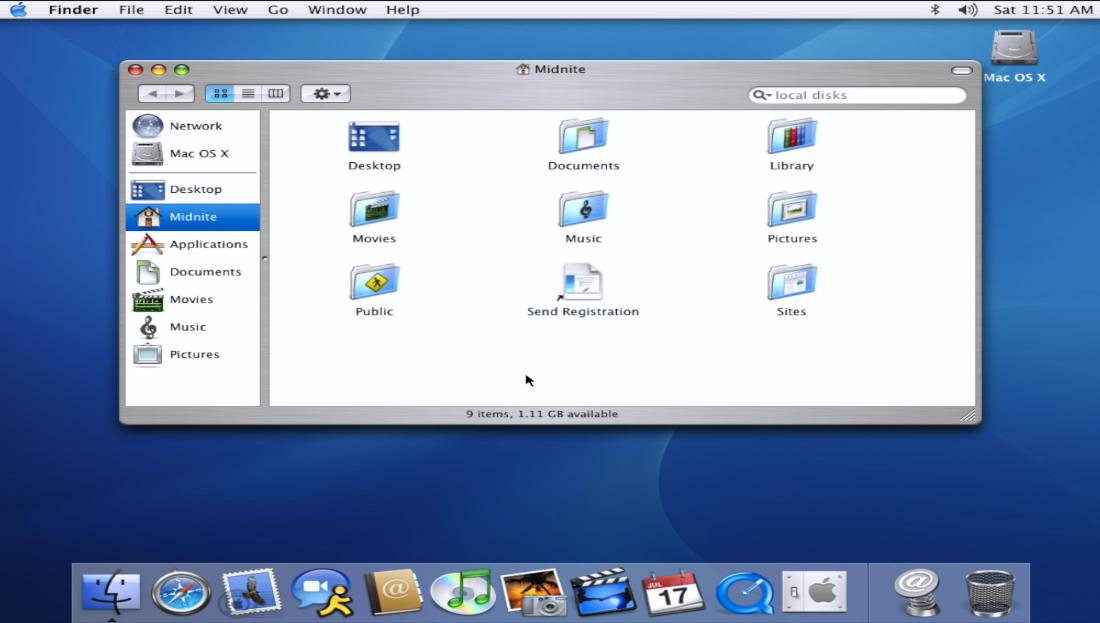 Finder File Edit View Go Window Help Sat 11:51 AM
Mac OS X
Midnite
local disks
Network
Mac OS X
Desktop
Midnite
Applications
Documents
Movies
Music
Pictures
Desktop Documents Library
Movies Music Pictures
Public Send Registration Sites
9 items, 1.11 GB available
JUL
17